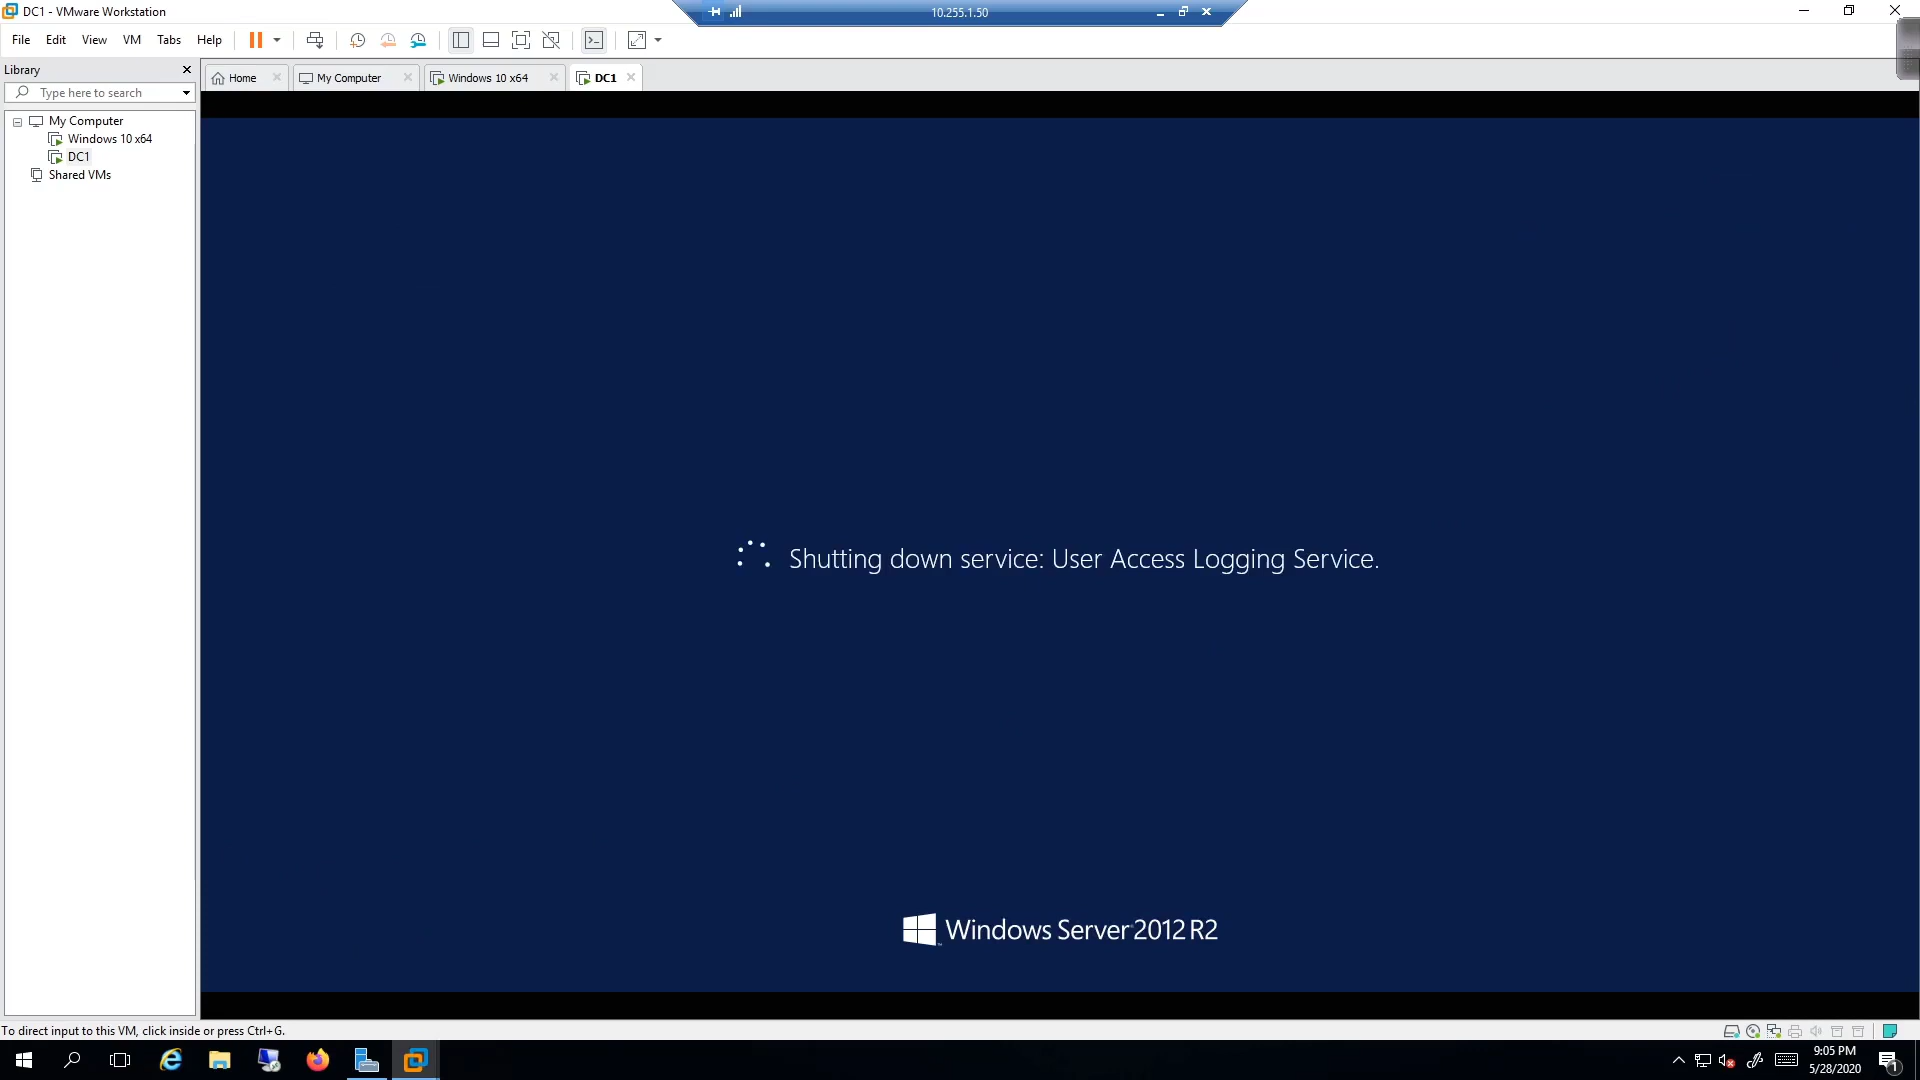 DC1 - VMware Workstation
10.255.1.50
File Edit View VM Tabs Help
Library
Type here to search
Home
My Computer
Windows 10 x64
DC1
My Computer
Windows 10 x64
DC1
Shared VMs
Shutting down service: User Access Logging Service.
Windows Server 2012 R2
To direct input to this VM, click inside or press Ctrl+G.
9:05 PM
5/28/2020
1